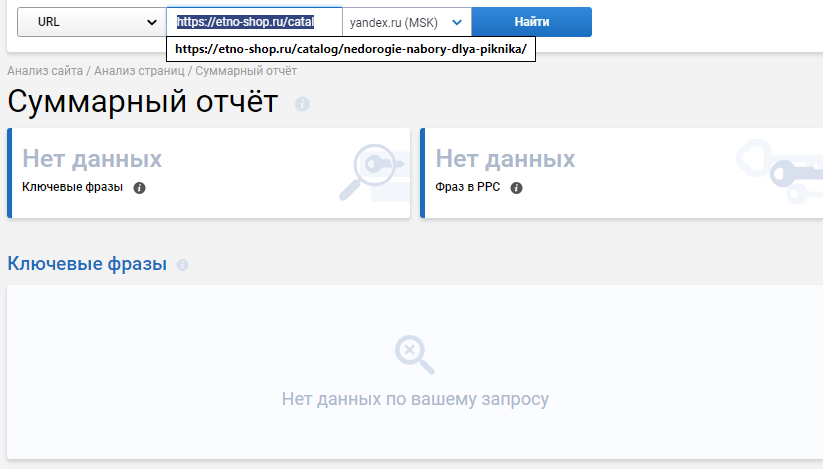 URL https://etno-shop.ru/catal yandex.ru (MSK) Найти
https://etno-shop.ru/catalog/nedorogie-nabory-dlya-piknika/
Анализ сайта / Анализ страниц / Суммарный отчёт
Суммарный отчёт i
Нет данных Нет данных
Ключевые фразы i Фраз в PPC i
Ключевые фразы i
Нет данных по вашему запросу